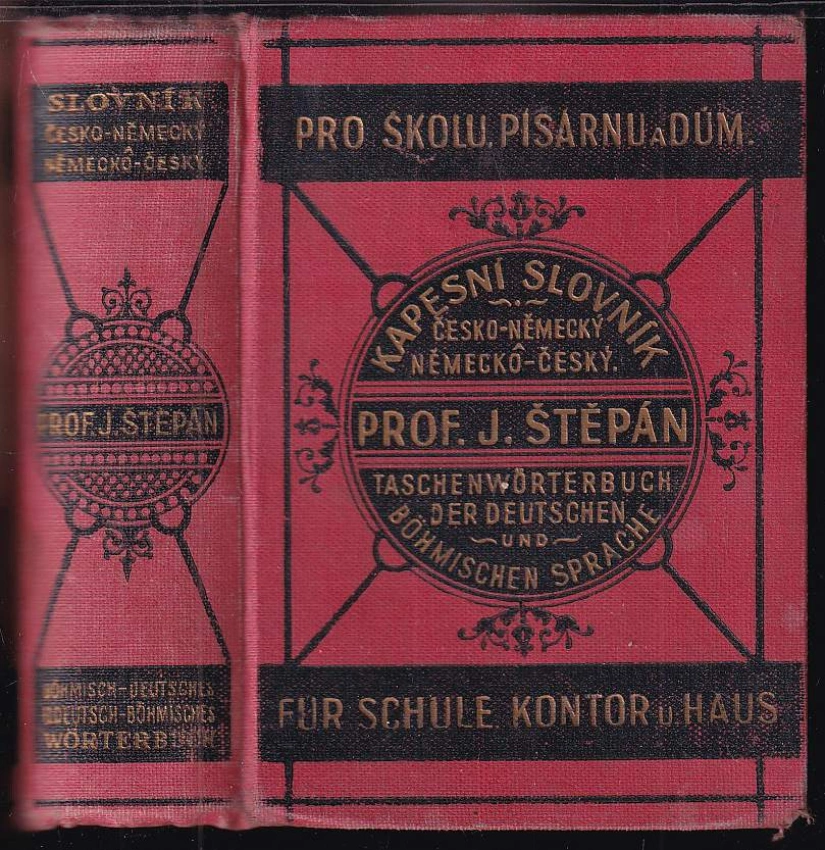 SLOVNÍK
ČESKO-NĚMECKÝ
A
NĚMECKO-ČESKÝ
PROF. J. ŠTĚPÁN
BÖHMISCH-DEUTSCHES
U. DEUTSCH-BÖHMISCHES
WÖRTERBUCH
PRO ŠKOLU, PÍSÁRNU A DŮM.
KAPESNÍ SLOVNÍK
ČESKO-NĚMECKÝ
A
NĚMECKO-ČESKÝ.
PROF. J. ŠTĚPÁN
TASCHENWÖRTERBUCH
DER DEUTSCHEN
UND
BÖHMISCHEN SPRACHE
FÜR SCHULE, KONTOR U. HAUS